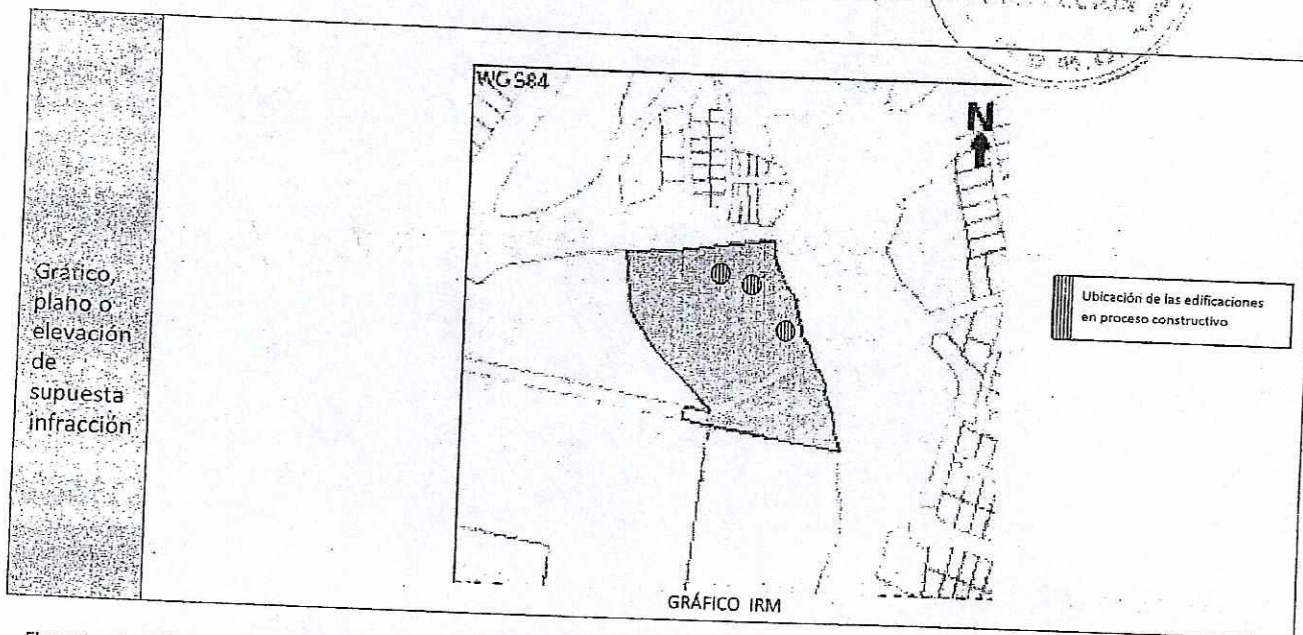 WGS84
N
Gráfico,
plano o
elevación
de
supuesta
infracción
Ubicación de las edificaciones
en proceso constructivo
GRÁFICO IRM